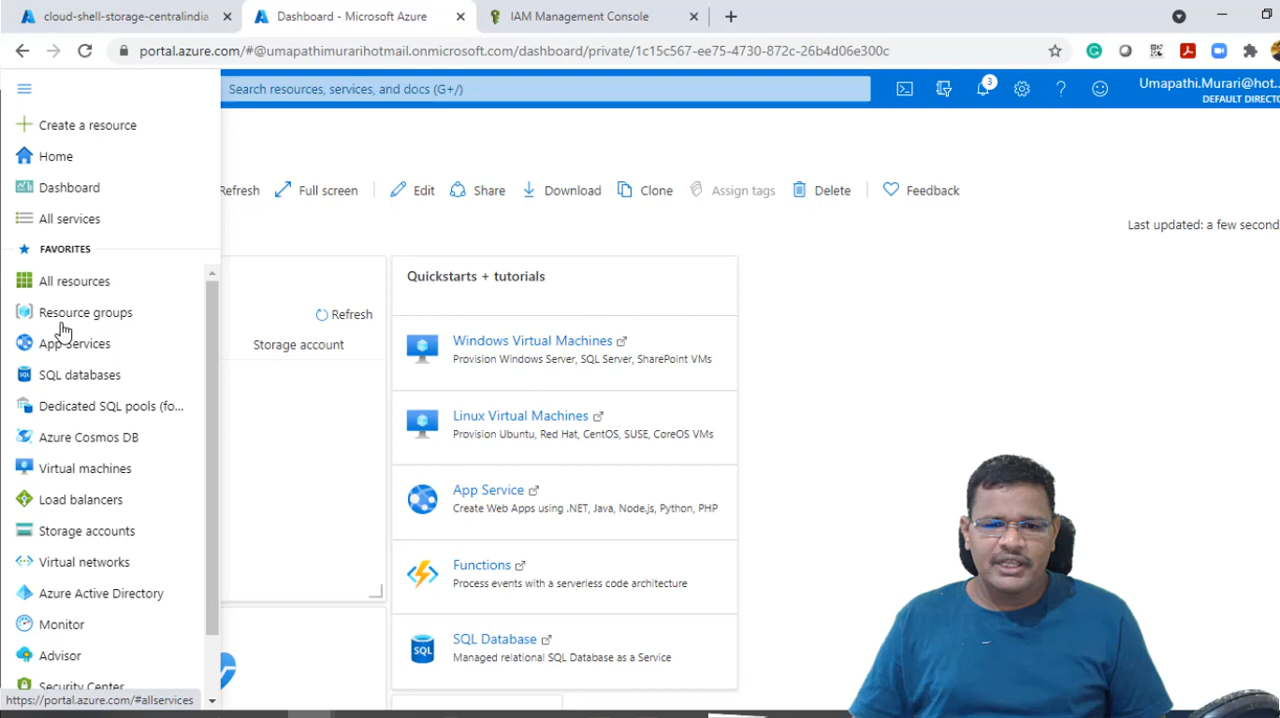 cloud-shell-storage-centralindia
Dashboard - Microsoft Azure
IAM Management Console
portal.azure.com/#@umapathimurarihotmail.onmicrosoft.com/dashboard/private/1c15c567-ee75-4730-872c-26b4d06e300c
Search resources, services, and docs (G+/)
3
Umapathi.Murari@hot...
DEFAULT DIRECTO
Create a resource
Home
Dashboard
All services
FAVORITES
All resources
Resource groups
App Services
SQL databases
Dedicated SQL pools (fo...
Azure Cosmos DB
Virtual machines
Load balancers
Storage accounts
Virtual networks
Azure Active Directory
Monitor
Advisor
Security Center
https://portal.azure.com/#allservices
Refresh
Full screen
Edit
Share
Download
Clone
Assign tags
Delete
Feedback
Last updated: a few second
Refresh
Storage account
Quickstarts + tutorials
Windows Virtual Machines
Provision Windows Server, SQL Server, SharePoint VMs
Linux Virtual Machines
Provision Ubuntu, Red Hat, CentOS, SUSE, CoreOS VMs
App Service
Create Web Apps using .NET, Java, Node.js, Python, PHP
Functions
Process events with a serverless code architecture
SQL Database
SQL
Managed relational SQL Database as a Service